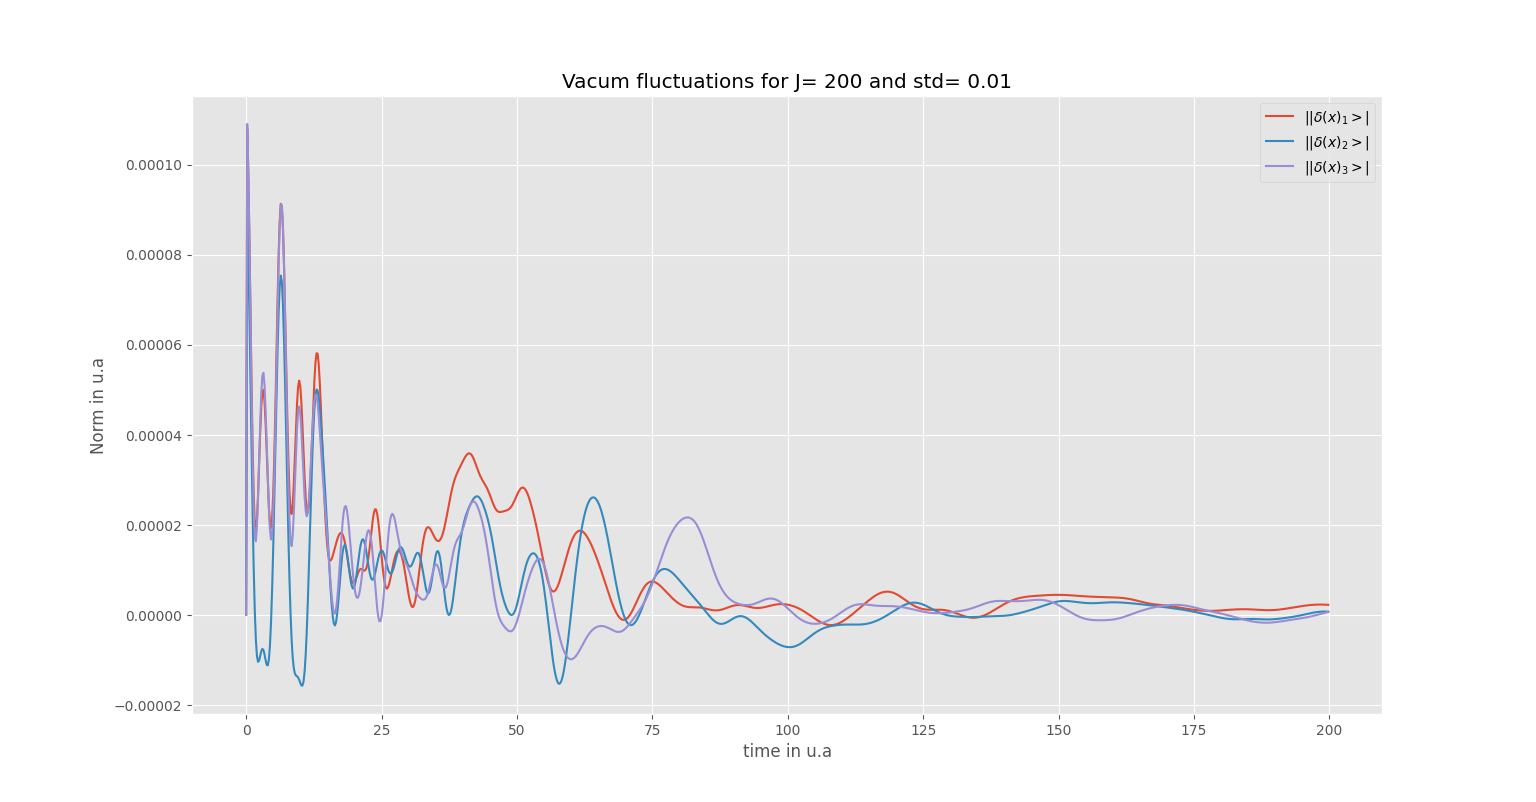 Vacum fluctuations for J= 200 and std= 0.01
||δ(x)₁ >|
||δ(x)₂ >|
||δ(x)₃ >|
Norm in u.a
0.00010
0.00008
0.00006
0.00004
0.00002
0.00000
−0.00002
0 25 50 75 100 125 150 175 200
time in u.a